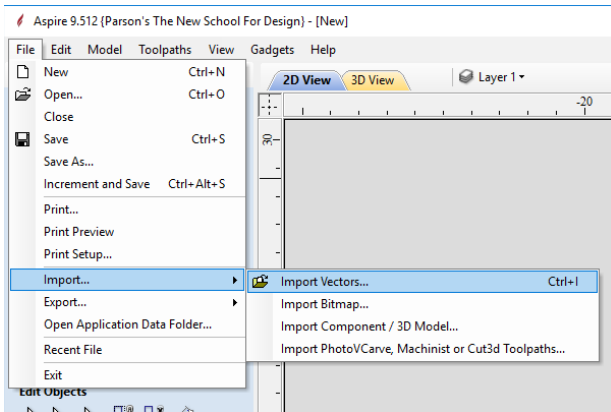 Aspire 9.512 {Parson's The New School For Design} - [New]
File Edit Model Toolpaths View Gadgets Help
New Ctrl+N
Open... Ctrl+O
Close
Save Ctrl+S
Save As...
Increment and Save Ctrl+Alt+S
Print...
Print Preview
Print Setup...
Import...
Export...
Open Application Data Folder...
Recent File
Exit
Edit Objects
2D View 3D View Layer 1
-20
30
Import Vectors... Ctrl+I
Import Bitmap...
Import Component / 3D Model...
Import PhotoVCarve, Machinist or Cut3d Toolpaths...